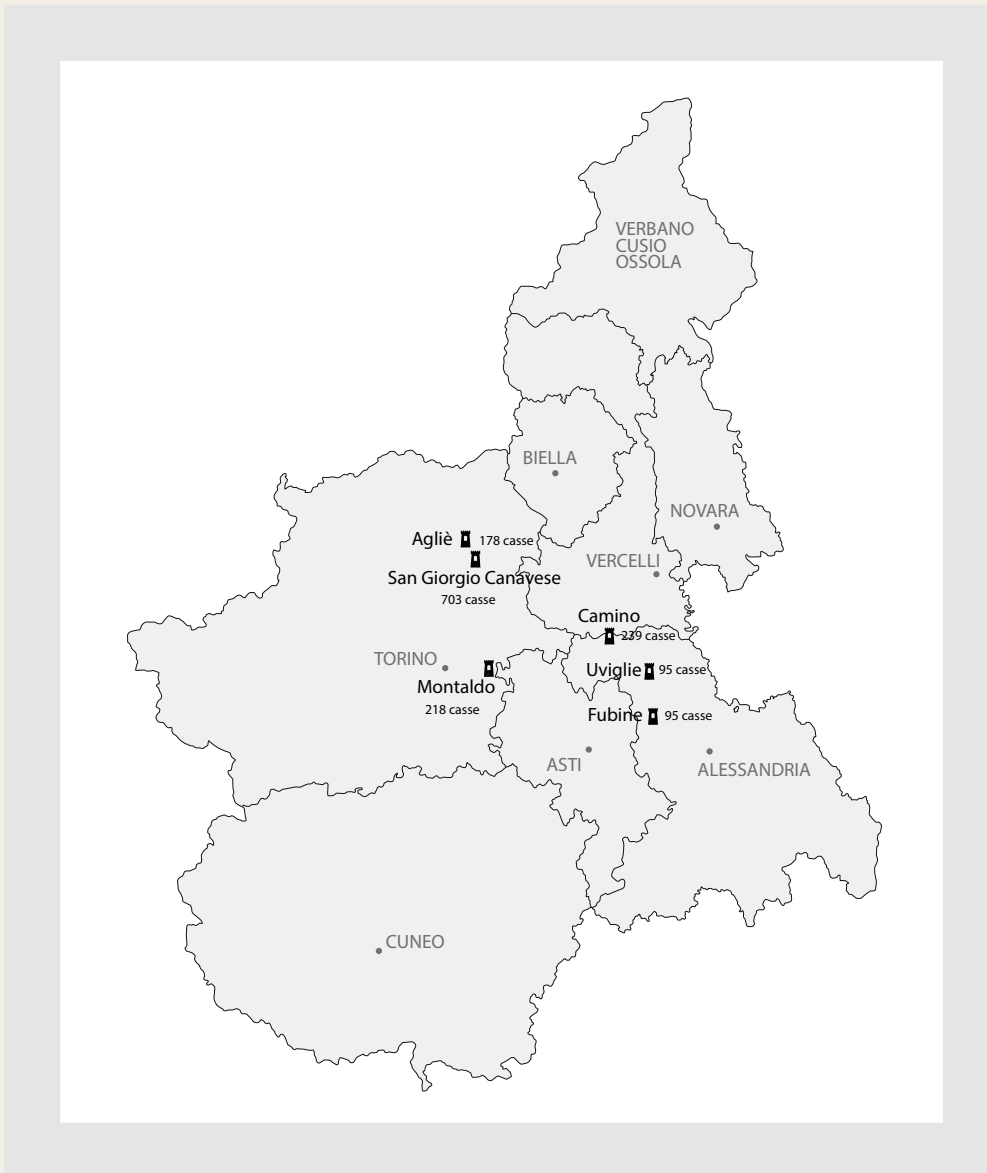 VERBANO
CUSIO
OSSOLA
BIELLA
NOVARA
Agliè 178 casse
VERCELLI
San Giorgio Canavese
703 casse
Camino
239 casse
TORINO
Uviglie 95 casse
Montaldo
218 casse
Fubine 95 casse
ASTI
ALESSANDRIA
CUNEO